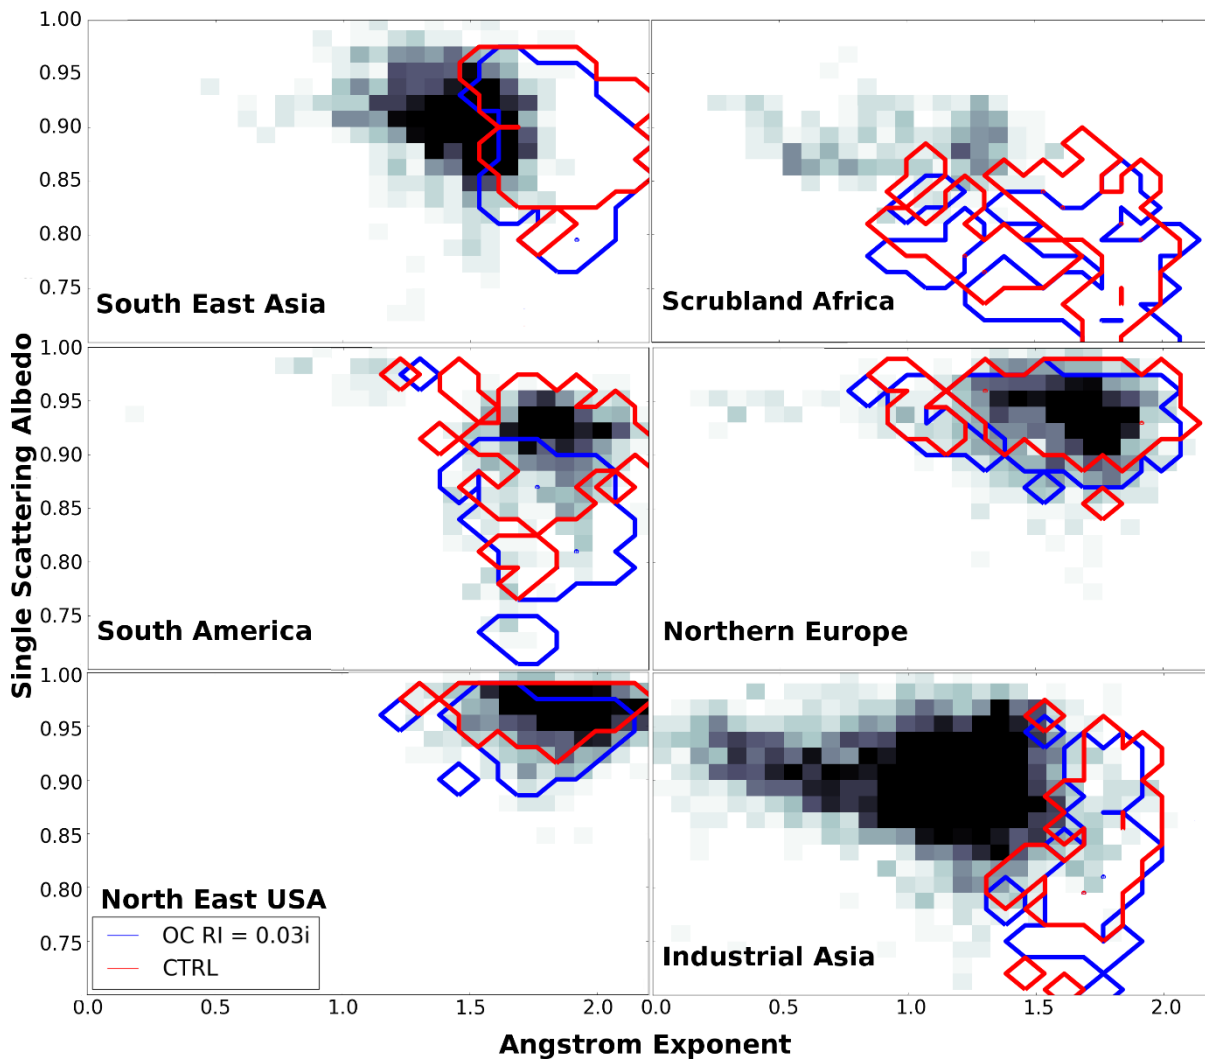 1.00
0.95
0.90
0.85
0.80
0.75
South East Asia
Scrubland Africa
1.00
0.95
0.90
0.85
0.80
0.75
South America
Northern Europe
Single Scattering Albedo
1.00
0.95
0.90
0.85
0.80
0.75
North East USA
OC RI = 0.03i
CTRL
Industrial Asia
0.0 0.5 1.0 1.5 2.0 0.0 0.5 1.0 1.5 2.0
Angstrom Exponent